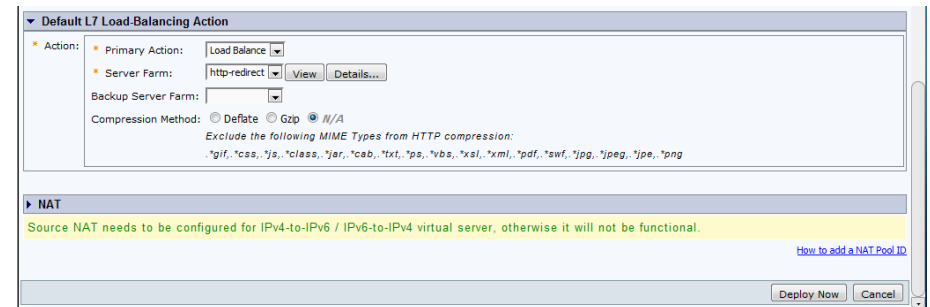 Default L7 Load-Balancing Action
* Action:
* Primary Action: Load Balance
* Server Farm: http-redirect View Details...
Backup Server Farm:
Compression Method: Deflate Gzip N/A
Exclude the following MIME Types from HTTP compression:
.*gif,.*css,.*js,.*class,.*jar,.*cab,.*txt,.*ps,.*vbs,.*xsl,.*xml,.*pdf,.*swf,.*jpg,.*jpeg,.*jpe,.*png
NAT
Source NAT needs to be configured for IPv4-to-IPv6 / IPv6-to-IPv4 virtual server, otherwise it will not be functional.
How to add a NAT Pool ID
Deploy Now Cancel